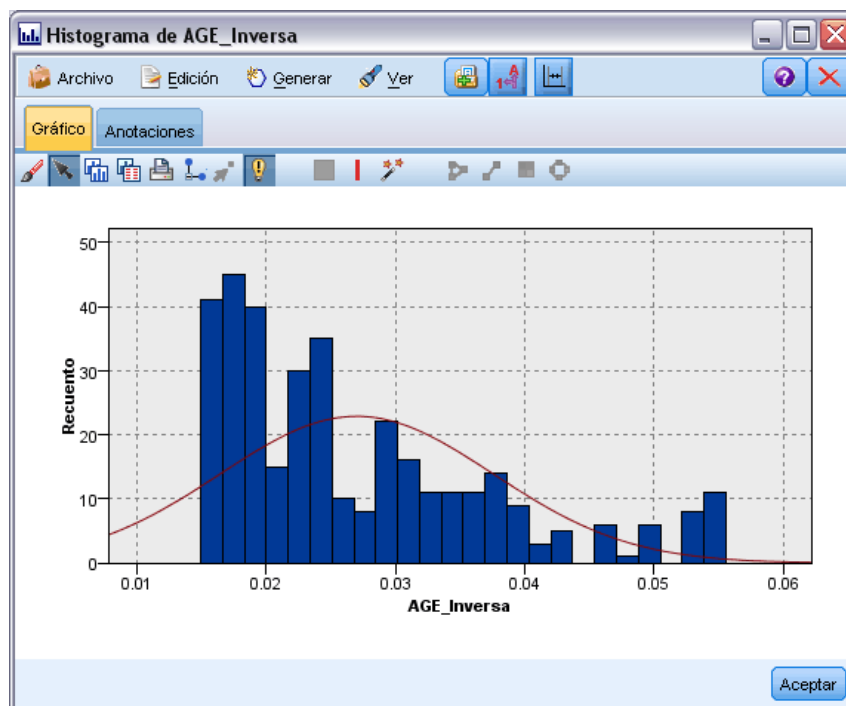 Histograma de AGE_Inversa
Archivo Edición Generar Ver
Gráfico Anotaciones
50
40
30
20
10
0
Recuento
0.01 0.02 0.03 0.04 0.05 0.06
AGE_Inversa
Aceptar